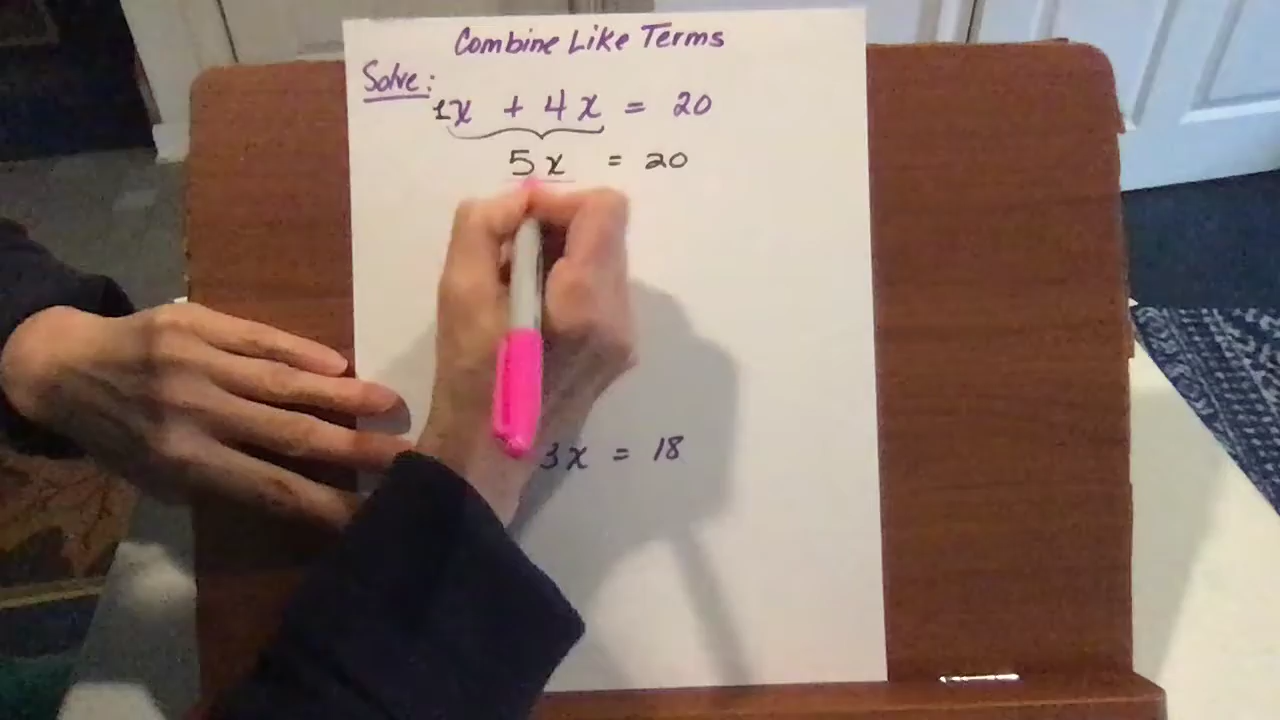 Combine Like Terms
Solve:
1x + 4x = 20
5x = 20
3x = 18